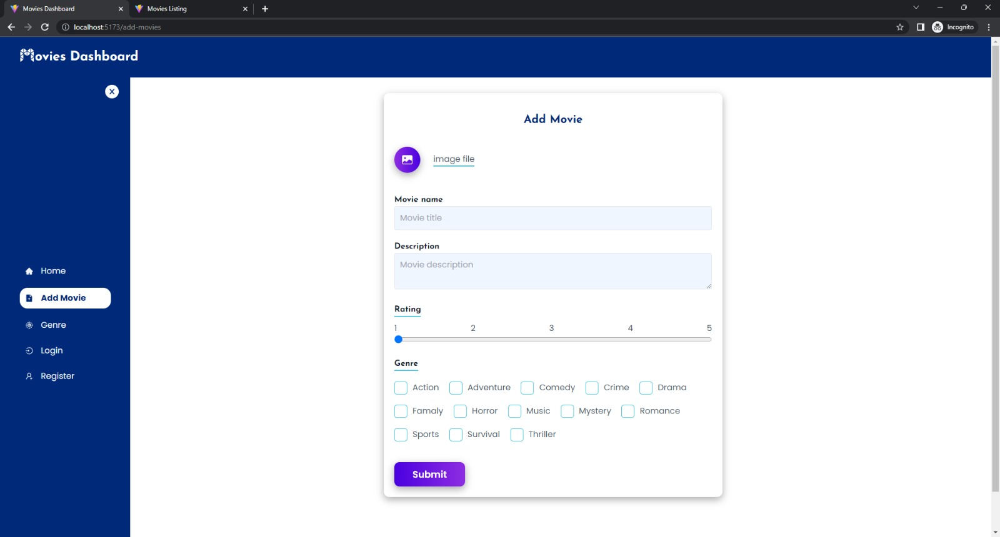 Movies Dashboard
Movies Listing
localhost:5173/add-movies
Incognito
Movies Dashboard
X
Add Movie
image file
Movie name
Movie title
Description
Movie description
Rating
1 2 3 4 5
Genre
Action Adventure Comedy Crime Drama
Famaly Horror Music Mystery Romance
Sports Survival Thriller
Submit
Home
Add Movie
Genre
Login
Register